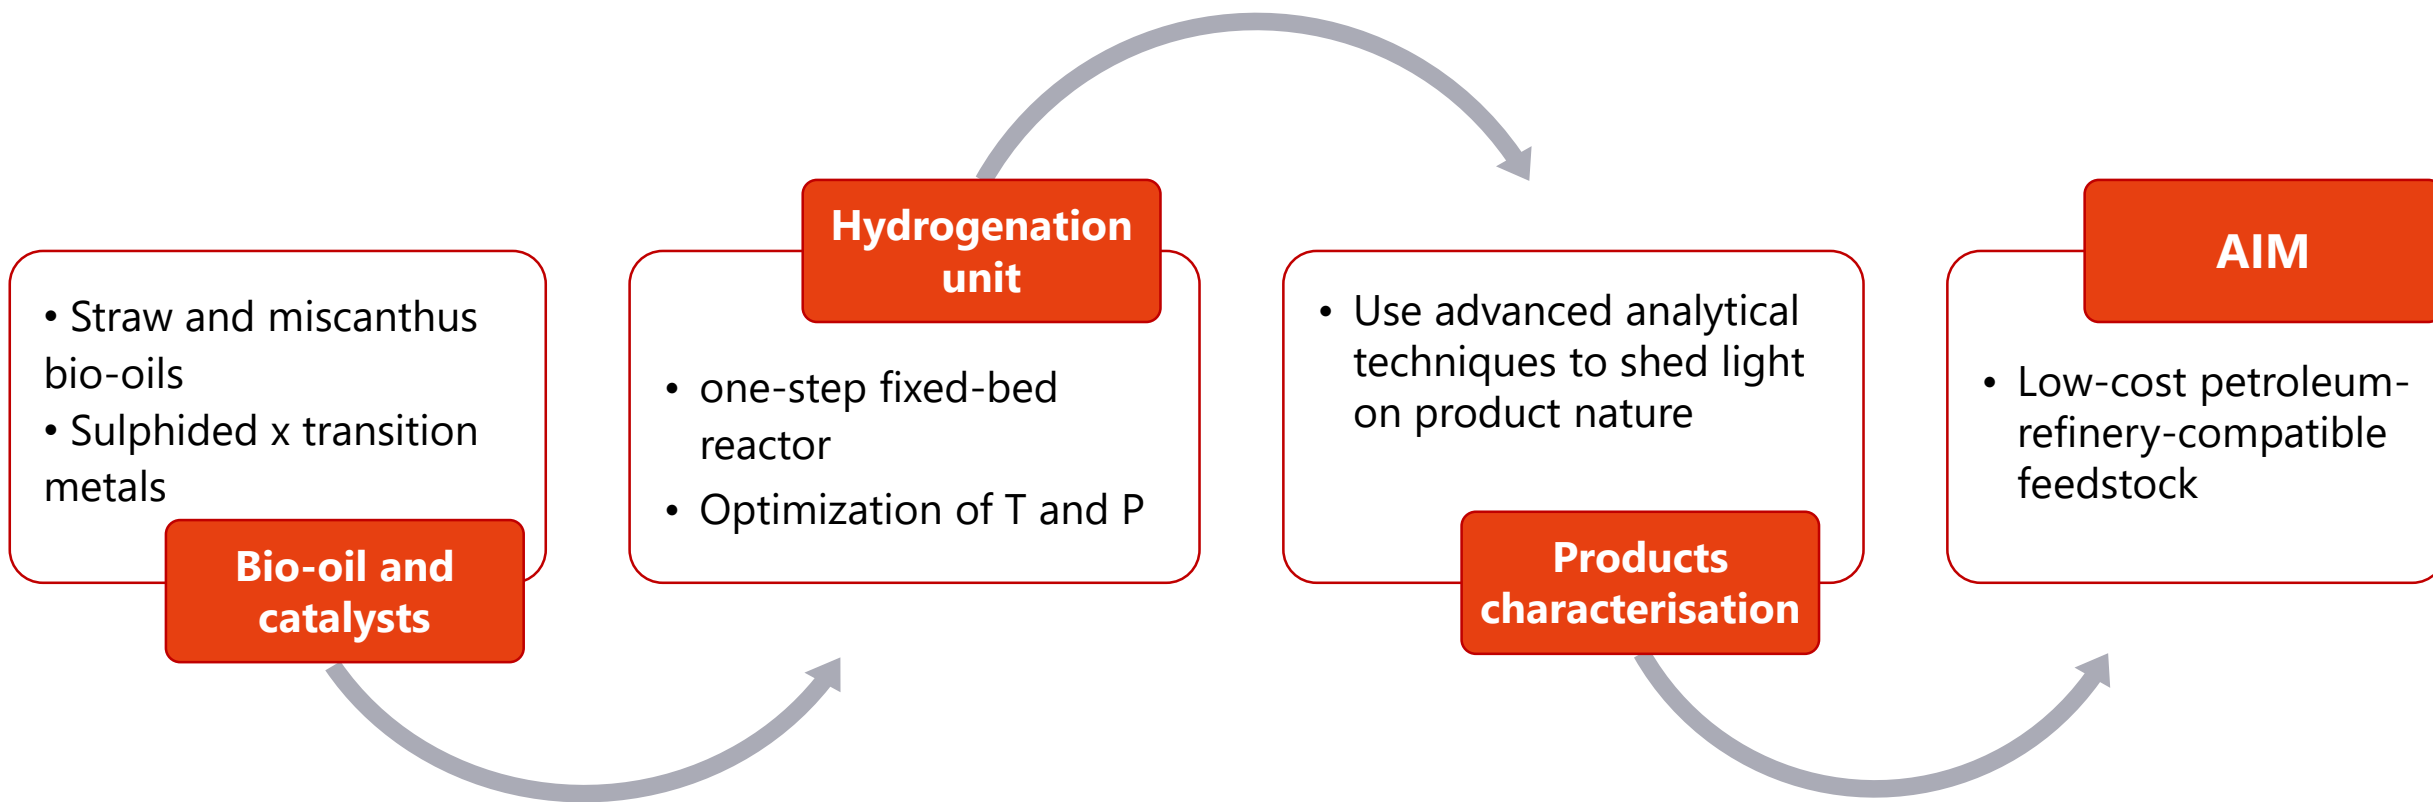 • Straw and miscanthus
bio-oils
• Sulphided x transition
metals
Bio-oil and
catalysts
Hydrogenation
unit
• one-step fixed-bed
reactor
• Optimization of T and P
• Use advanced analytical
techniques to shed light
on product nature
Products
characterisation
AIM
• Low-cost petroleum-
refinery-compatible
feedstock